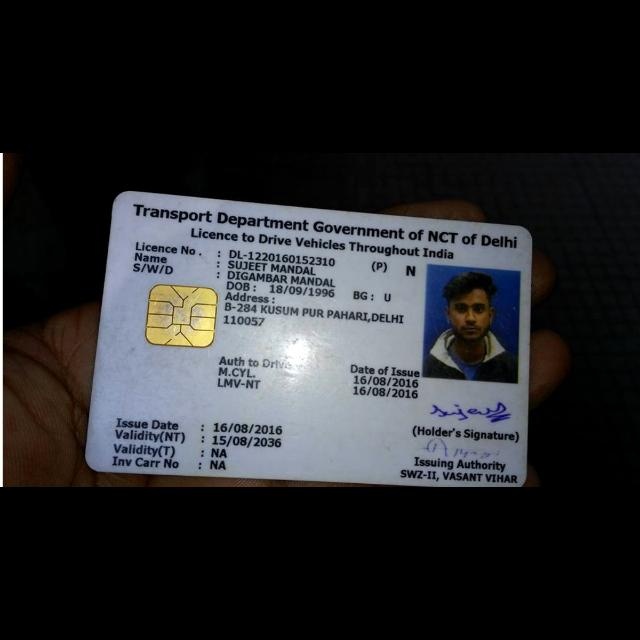 Transport Department Government of NCT of Delhi
Licence to Drive Vehicles Throughout India
Licence No. : DL-1220160152310 (P) N
Name : SUJEET MANDAL
S/W/D : DIGAMBAR MANDAL
DOB : 18/09/1996 BG : U
Address :
B-284 KUSUM PUR PAHARI,DELHI
110057
Auth to Drive Date of Issue
M.CYL. 16/08/2016
LMV-NT 16/08/2016
(Holder's Signature)
Issue Date : 16/08/2016
Validity(NT) : 15/08/2036
Validity(T) : NA
Inv Carr No : NA
Issuing Authority
SWZ-II, VASANT VIHAR